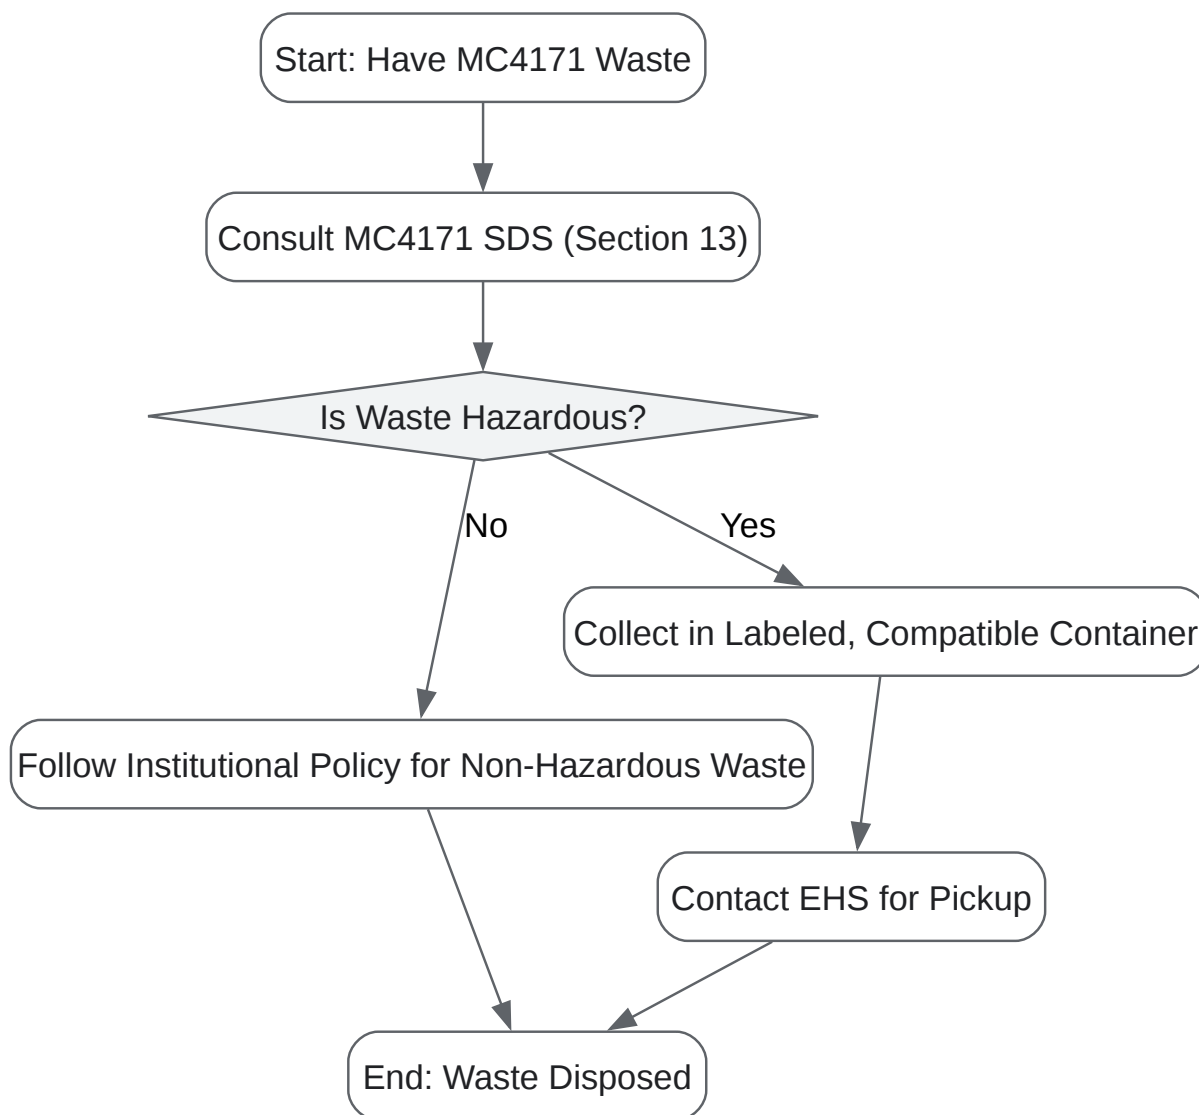 Start: Have MC4171 Waste
Consult MC4171 SDS (Section 13)
Is Waste Hazardous?
No
Yes
Collect in Labeled, Compatible Container
Follow Institutional Policy for Non-Hazardous Waste
Contact EHS for Pickup
End: Waste Disposed